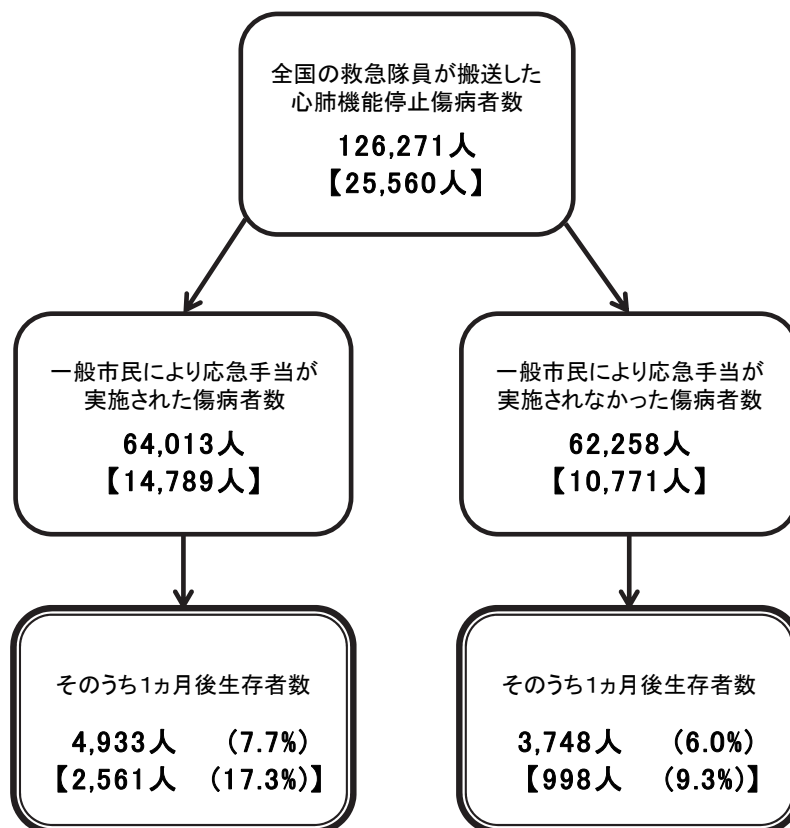 全国の救急隊員が搬送した
心肺機能停止傷病者数
126,271人
【25,560人】
一般市民により応急手当が
実施された傷病者数
64,013人
【14,789人】
一般市民により応急手当が
実施されなかった傷病者数
62,258人
【10,771人】
そのうち1ヵ月後生存者数
4,933人 (7.7%)
【2,561人 (17.3%)】
そのうち1ヵ月後生存者数
3,748人 (6.0%)
【998人 (9.3%)】